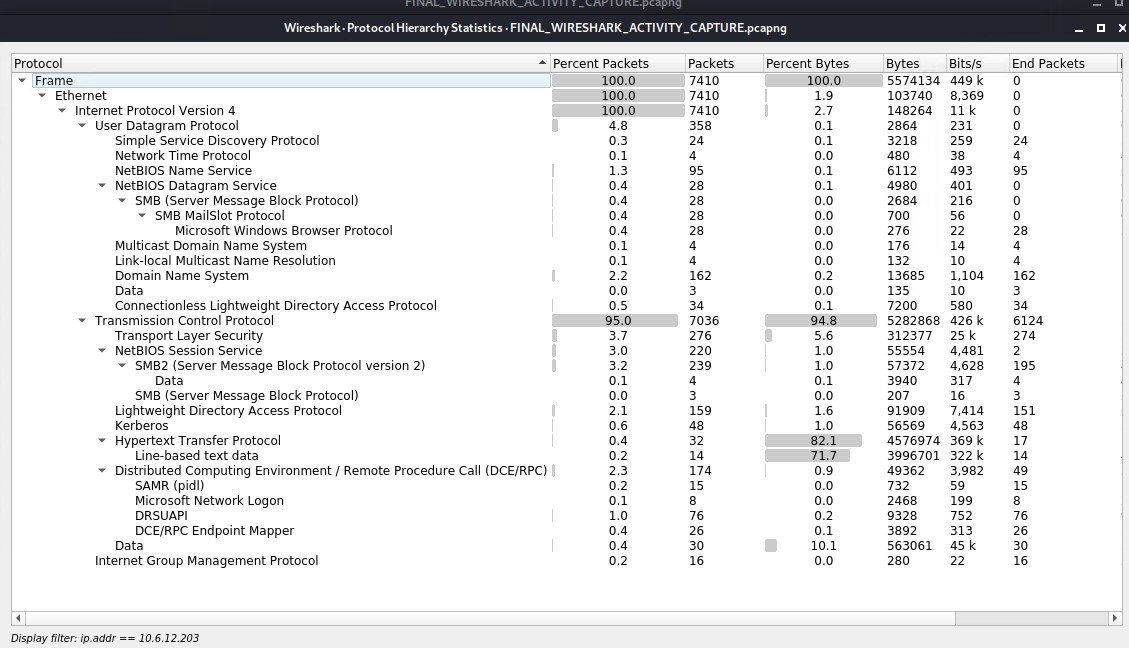 FINAL_WIRESHARK_ACTIVITY_CAPTURE.pcapng
Wireshark · Protocol Hierarchy Statistics · FINAL_WIRESHARK_ACTIVITY_CAPTURE.pcapng
Protocol Percent Packets Packets Percent Bytes Bytes Bits/s End Packets
Frame 100.0 7410 100.0 5574134 449 k 0
Ethernet 100.0 7410 1.9 103740 8,369 0
Internet Protocol Version 4 100.0 7410 2.7 148264 11 k 0
User Datagram Protocol 4.8 358 0.1 2864 231 0
Simple Service Discovery Protocol 0.3 24 0.1 3218 259 24
Network Time Protocol 0.1 4 0.0 480 38 4
NetBIOS Name Service 1.3 95 0.1 6112 493 95
NetBIOS Datagram Service 0.4 28 0.1 4980 401 0
SMB (Server Message Block Protocol) 0.4 28 0.0 2684 216 0
SMB MailSlot Protocol 0.4 28 0.0 700 56 0
Microsoft Windows Browser Protocol 0.4 28 0.0 276 22 28
Multicast Domain Name System 0.1 4 0.0 176 14 4
Link-local Multicast Name Resolution 0.1 4 0.0 132 10 4
Domain Name System 2.2 162 0.2 13685 1,104 162
Data 0.0 3 0.0 135 10 3
Connectionless Lightweight Directory Access Protocol 0.5 34 0.1 7200 580 34
Transmission Control Protocol 95.0 7036 94.8 5282868 426 k 6124
Transport Layer Security 3.7 276 5.6 312377 25 k 274
NetBIOS Session Service 3.0 220 1.0 55554 4,481 2
SMB2 (Server Message Block Protocol version 2) 3.2 239 1.0 57372 4,628 195
Data 0.1 4 0.1 3940 317 4
SMB (Server Message Block Protocol) 0.0 3 0.0 207 16 3
Lightweight Directory Access Protocol 2.1 159 1.6 91909 7,414 151
Kerberos 0.6 48 1.0 56569 4,563 48
Hypertext Transfer Protocol 0.4 32 82.1 4576974 369 k 17
Line-based text data 0.2 14 71.7 3996701 322 k 14
Distributed Computing Environment / Remote Procedure Call (DCE/RPC) 2.3 174 0.9 49362 3,982 49
SAMR (pidl) 0.2 15 0.0 732 59 15
Microsoft Network Logon 0.1 8 0.0 2468 199 8
DRSUAPI 1.0 76 0.2 9328 752 76
DCE/RPC Endpoint Mapper 0.4 26 0.1 3892 313 26
Data 0.4 30 10.1 563061 45 k 30
Internet Group Management Protocol 0.2 16 0.0 280 22 16
Display filter: ip.addr == 10.6.12.203